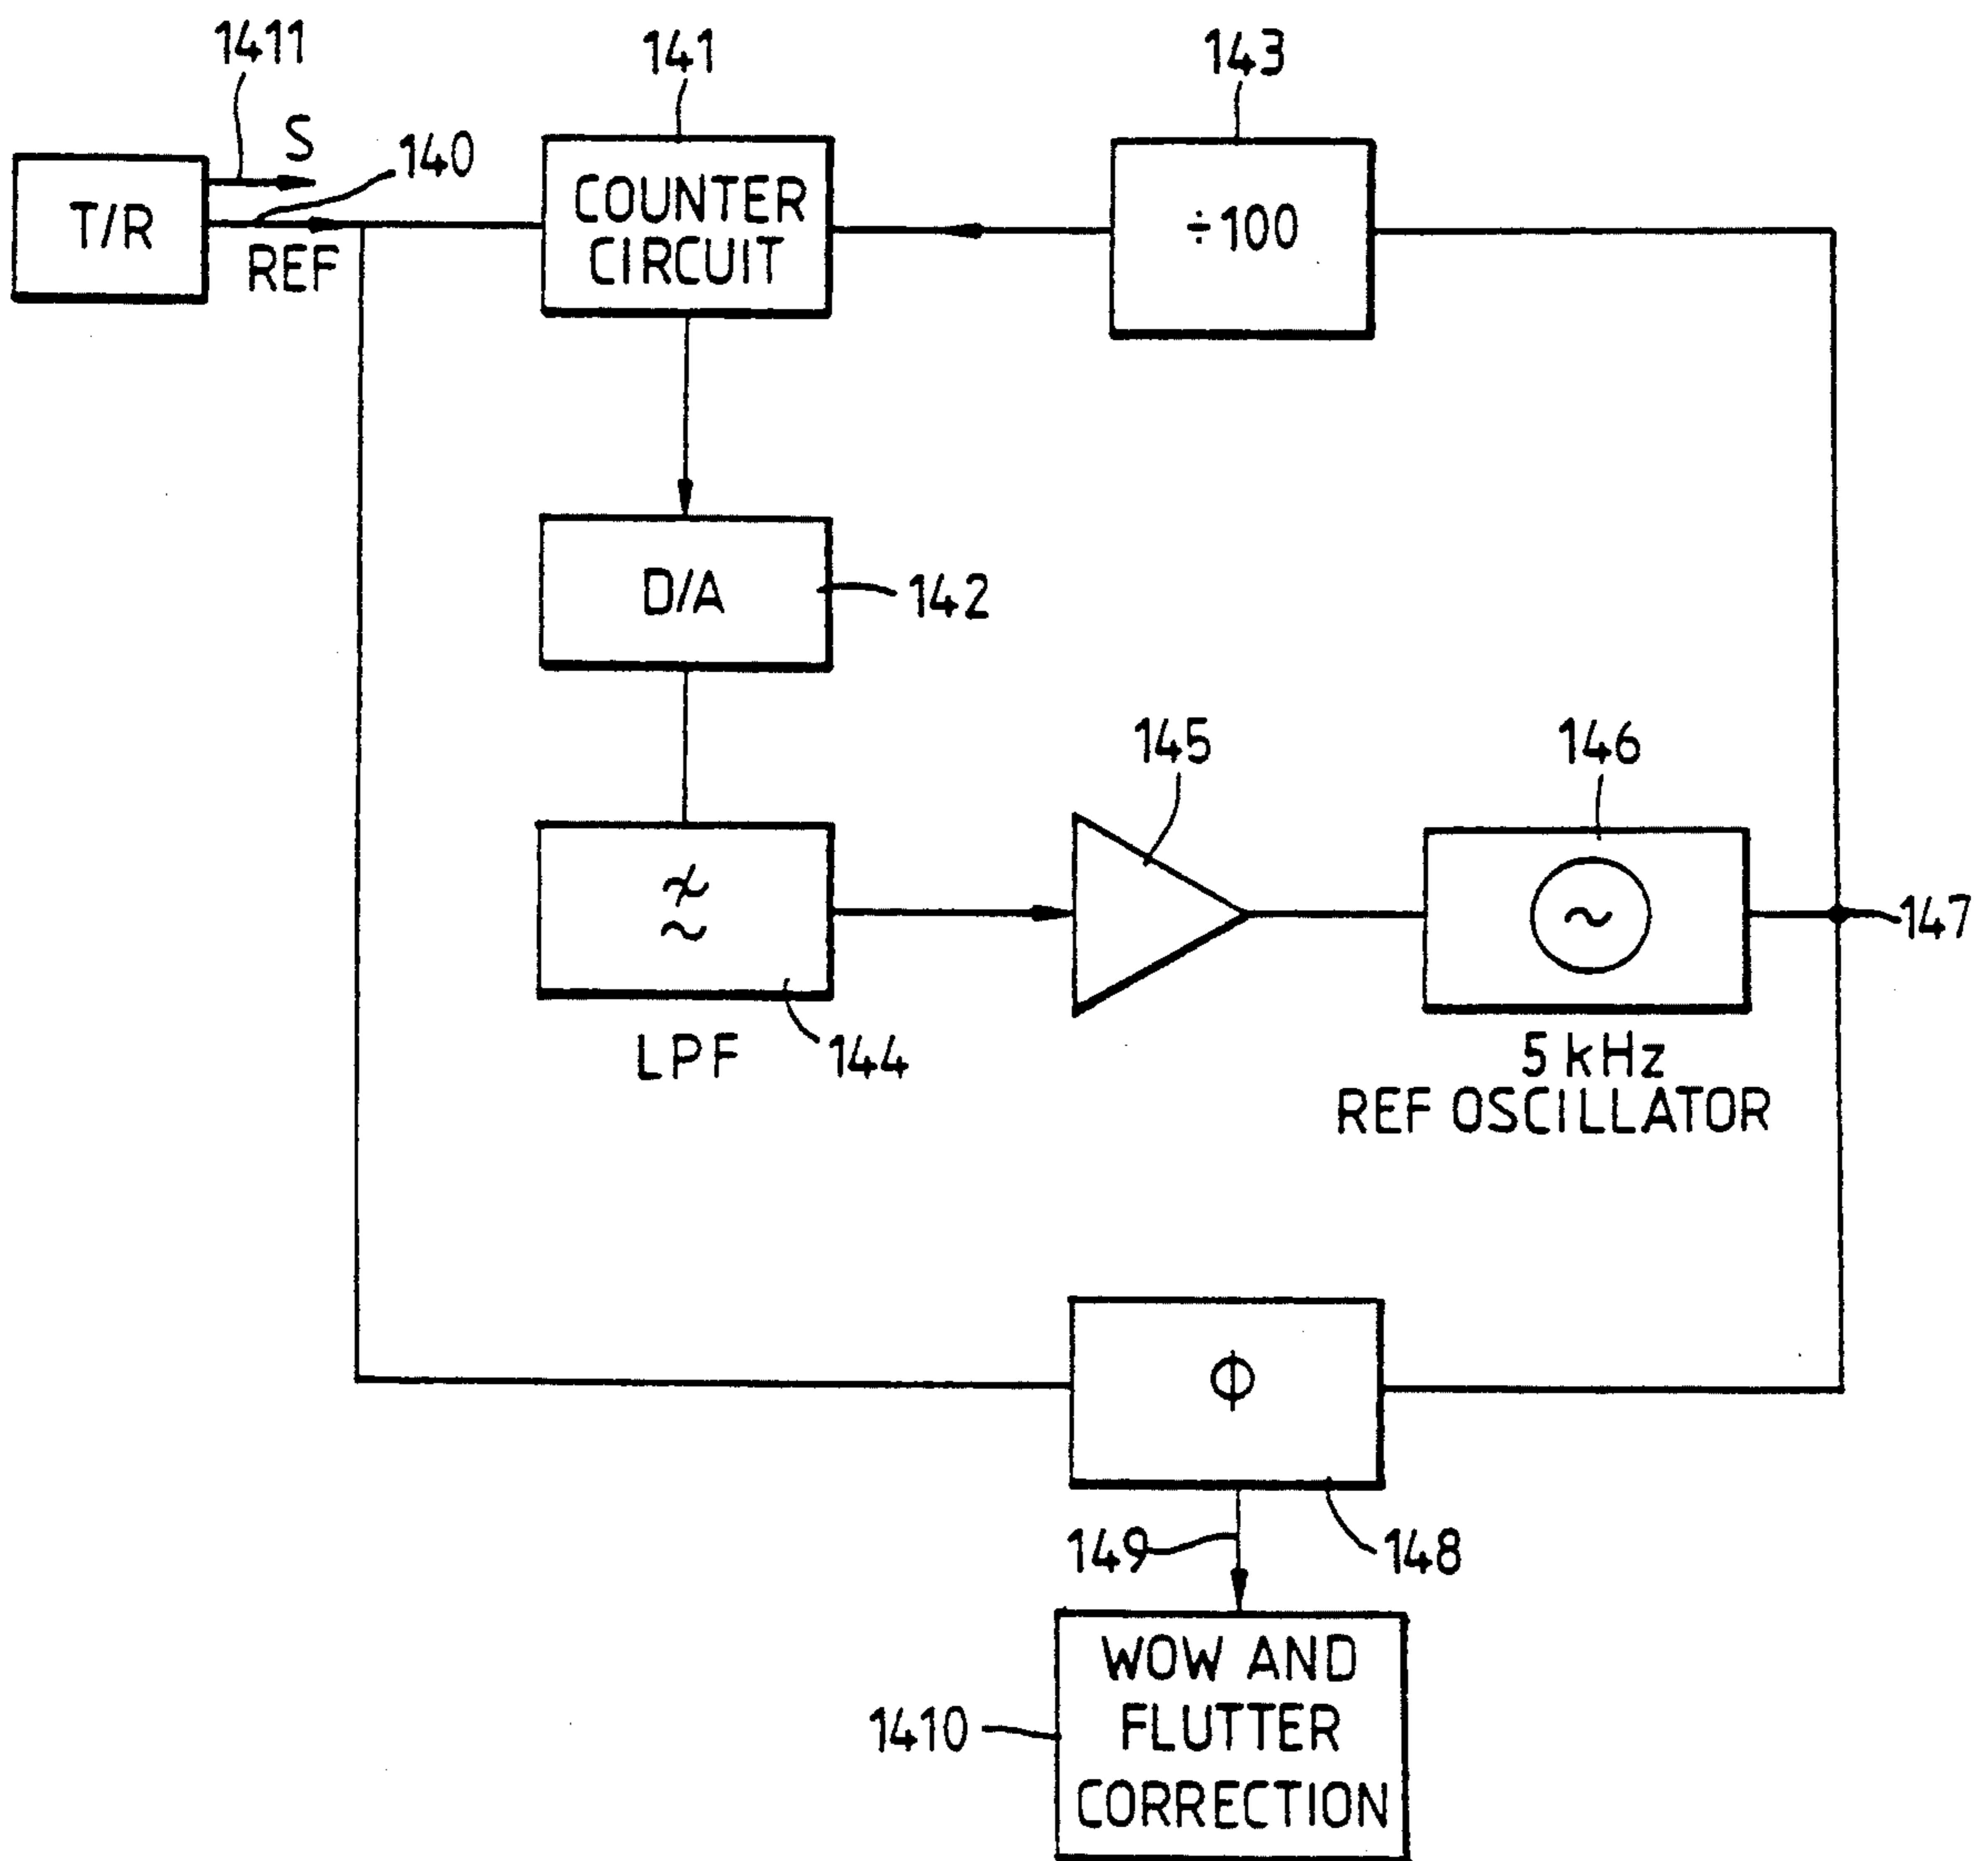 1411
141
143
S
140
T/R
REF
COUNTER
CIRCUIT
÷100
D/A
142
145
146
~
~
~
147
LPF
144
5 kHz
REF OSCILLATOR
Φ
149
148
1410
WOW AND
FLUTTER
CORRECTION